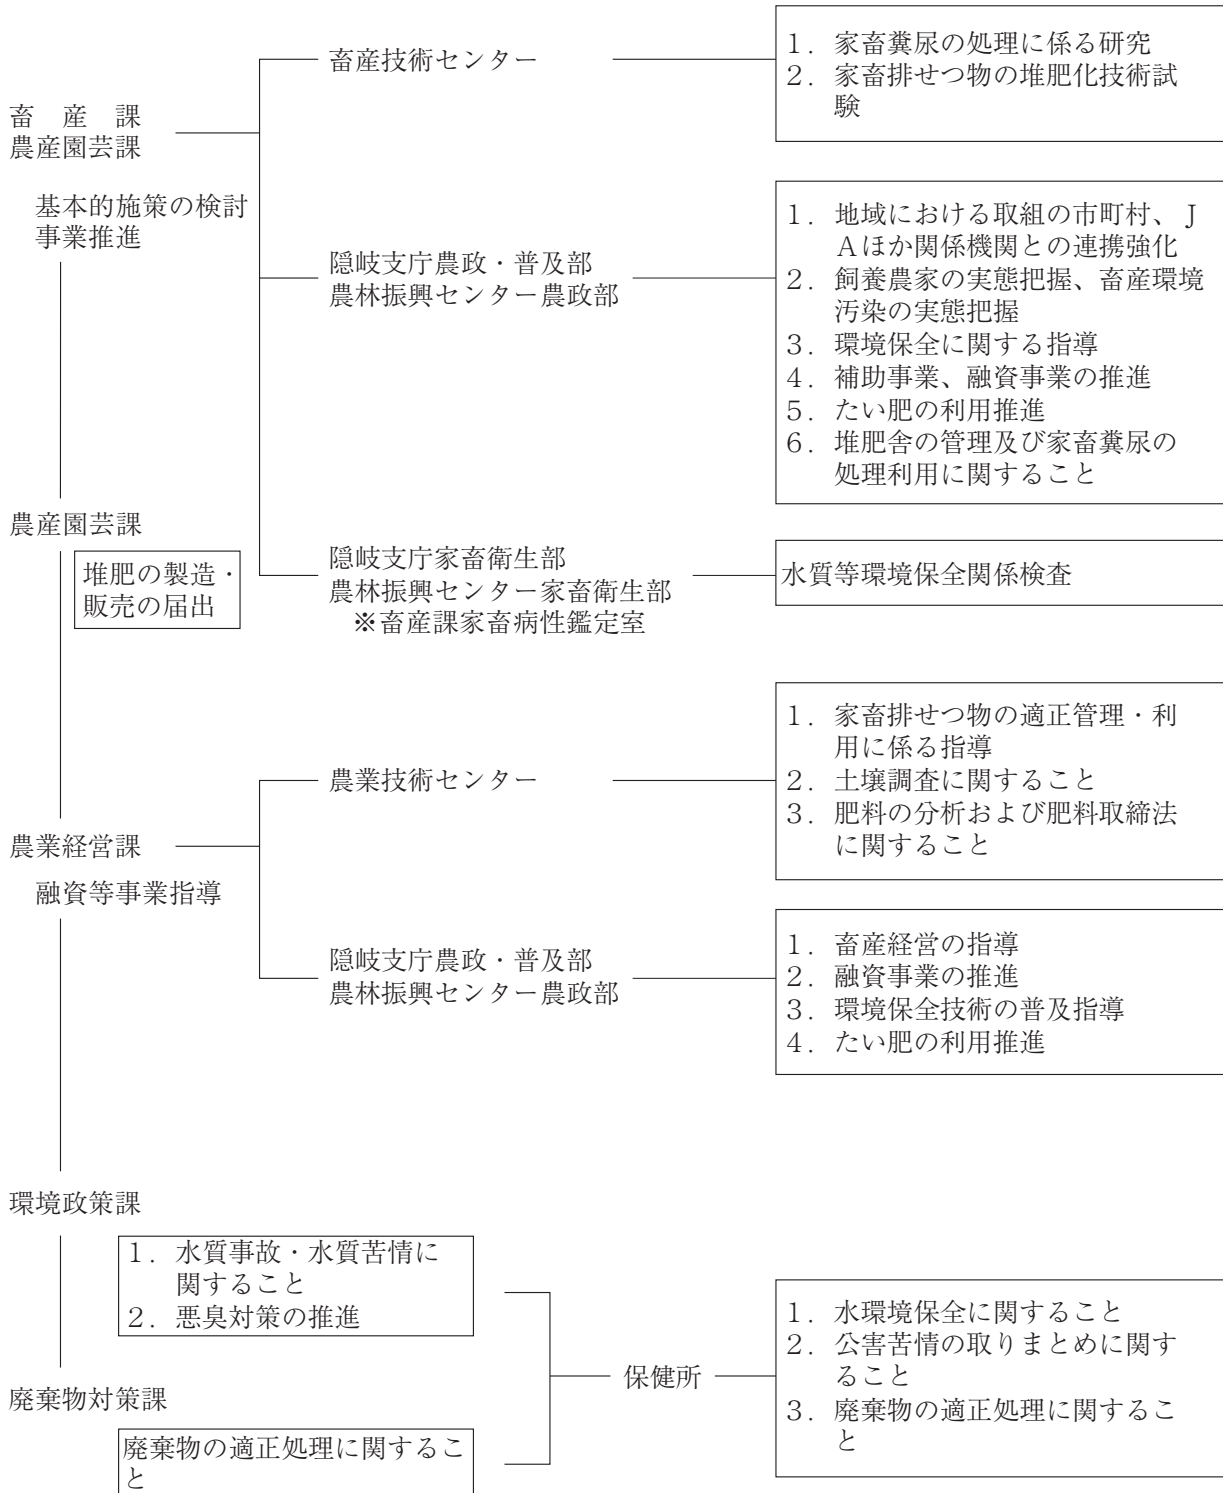 畜産技術センター
１．家畜糞尿の処理に係る研究
２．家畜排せつ物の堆肥化技術試
験
畜　産　課
農産園芸課
基本的施策の検討
事業推進
隠岐支庁農政・普及部
農林振興センター農政部
１．地域における取組の市町村、Ｊ
Ａほか関係機関との連携強化
２．飼養農家の実態把握、畜産環境
汚染の実態把握
３．環境保全に関する指導
４．補助事業、融資事業の推進
５．たい肥の利用推進
６．堆肥舎の管理及び家畜糞尿の
処理利用に関すること
農産園芸課
堆肥の製造・
販売の届出
隠岐支庁家畜衛生部
農林振興センター家畜衛生部
※畜産課家畜病性鑑定室
水質等環境保全関係検査
農業技術センター
１．家畜排せつ物の適正管理・利
用に係る指導
２．土壌調査に関すること
３．肥料の分析および肥料取締法
に関すること
農業経営課
融資等事業指導
隠岐支庁農政・普及部
農林振興センター農政部
１．畜産経営の指導
２．融資事業の推進
３．環境保全技術の普及指導
４．たい肥の利用推進
環境政策課
１．水質事故・水質苦情に
関すること
２．悪臭対策の推進
保健所
１．水環境保全に関すること
２．公害苦情の取りまとめに関す
ること
３．廃棄物の適正処理に関するこ
と
廃棄物対策課
廃棄物の適正処理に関するこ
と